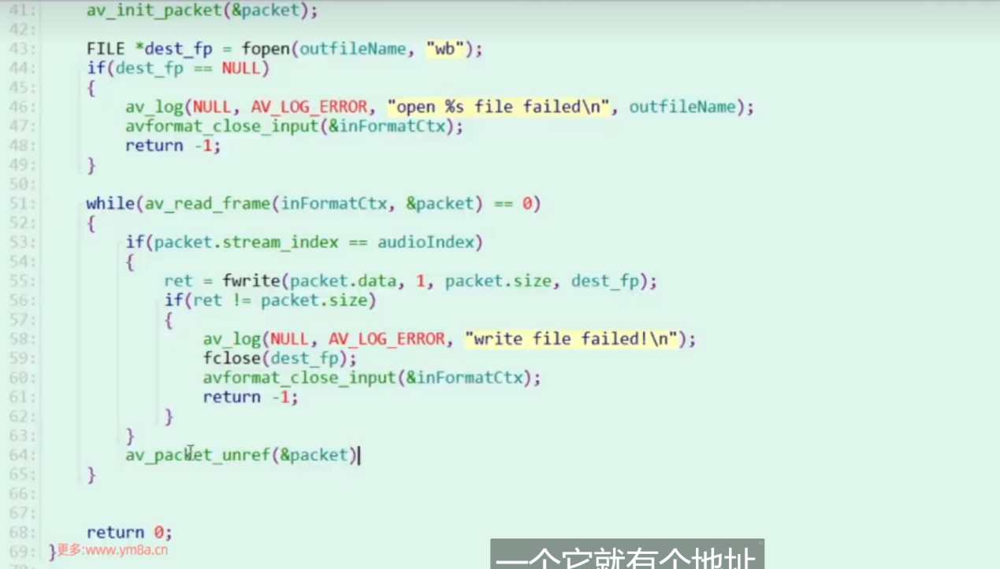 41: av_init_packet(&packet);
42:
43: FILE *dest_fp = fopen(outfileName, "wb");
44: if(dest_fp == NULL)
45: {
46: av_log(NULL, AV_LOG_ERROR, "open %s file failed\n", outfileName);
47: avformat_close_input(&inFormatCtx);
48: return -1;
49: }
50:
51: while(av_read_frame(inFormatCtx, &packet) == 0)
52: {
53: if(packet.stream_index == audioIndex)
54: {
55: ret = fwrite(packet.data, 1, packet.size, dest_fp);
56: if(ret != packet.size)
57: {
58: av_log(NULL, AV_LOG_ERROR, "write file failed!\n");
59: fclose(dest_fp);
60: avformat_close_input(&inFormatCtx);
61: return -1;
62: }
63: }
64: av_packet_unref(&packet)
65: }
66:
67:
68: return 0;
69: }更多:www.ym8a.cn
一个它就有个地址